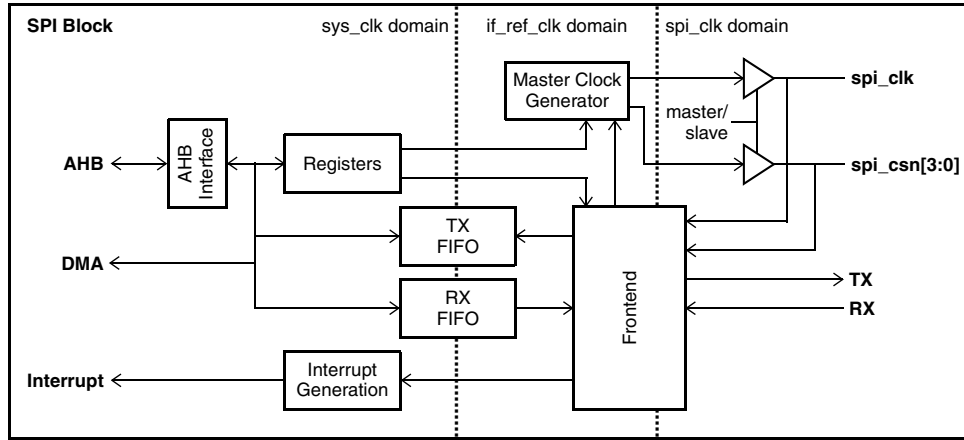 SPI Block
sys_clk domain
if_ref_clk domain
spi_clk domain
Master Clock
Generator
spi_clk
master/
slave
AHB
AHB
Interface
Registers
spi_csn[3:0]
TX
FIFO
DMA
TX
RX
FIFO
RX
Frontend
Interrupt
Interrupt
Generation